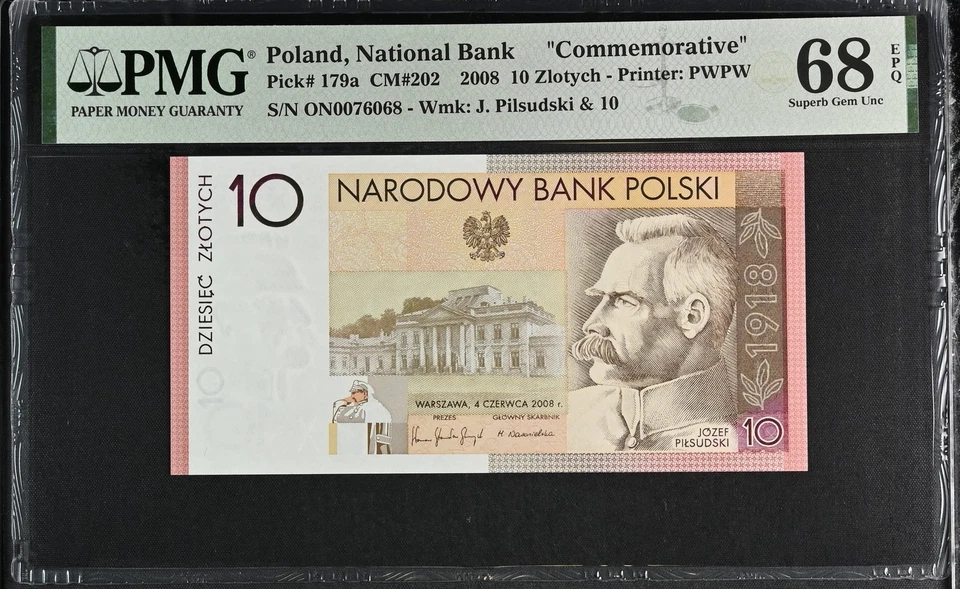 PMG®
PAPER MONEY GUARANTY
Poland, National Bank "Commemorative"
Pick# 179a CM#202 2008 10 Zlotych - Printer: PWPW
S/N ON0076068 - Wmk: J. Pilsudski & 10
68
EPQ
Superb Gem Unc
DZIESIĘĆ ZŁOTYCH
10
NARODOWY BANK POLSKI
1918
WARSZAWA, 4 CZERWCA 2008 r.
PREZES GŁÓWNY SKARBNIK
JÓZEF
PIŁSUDSKI
10
10